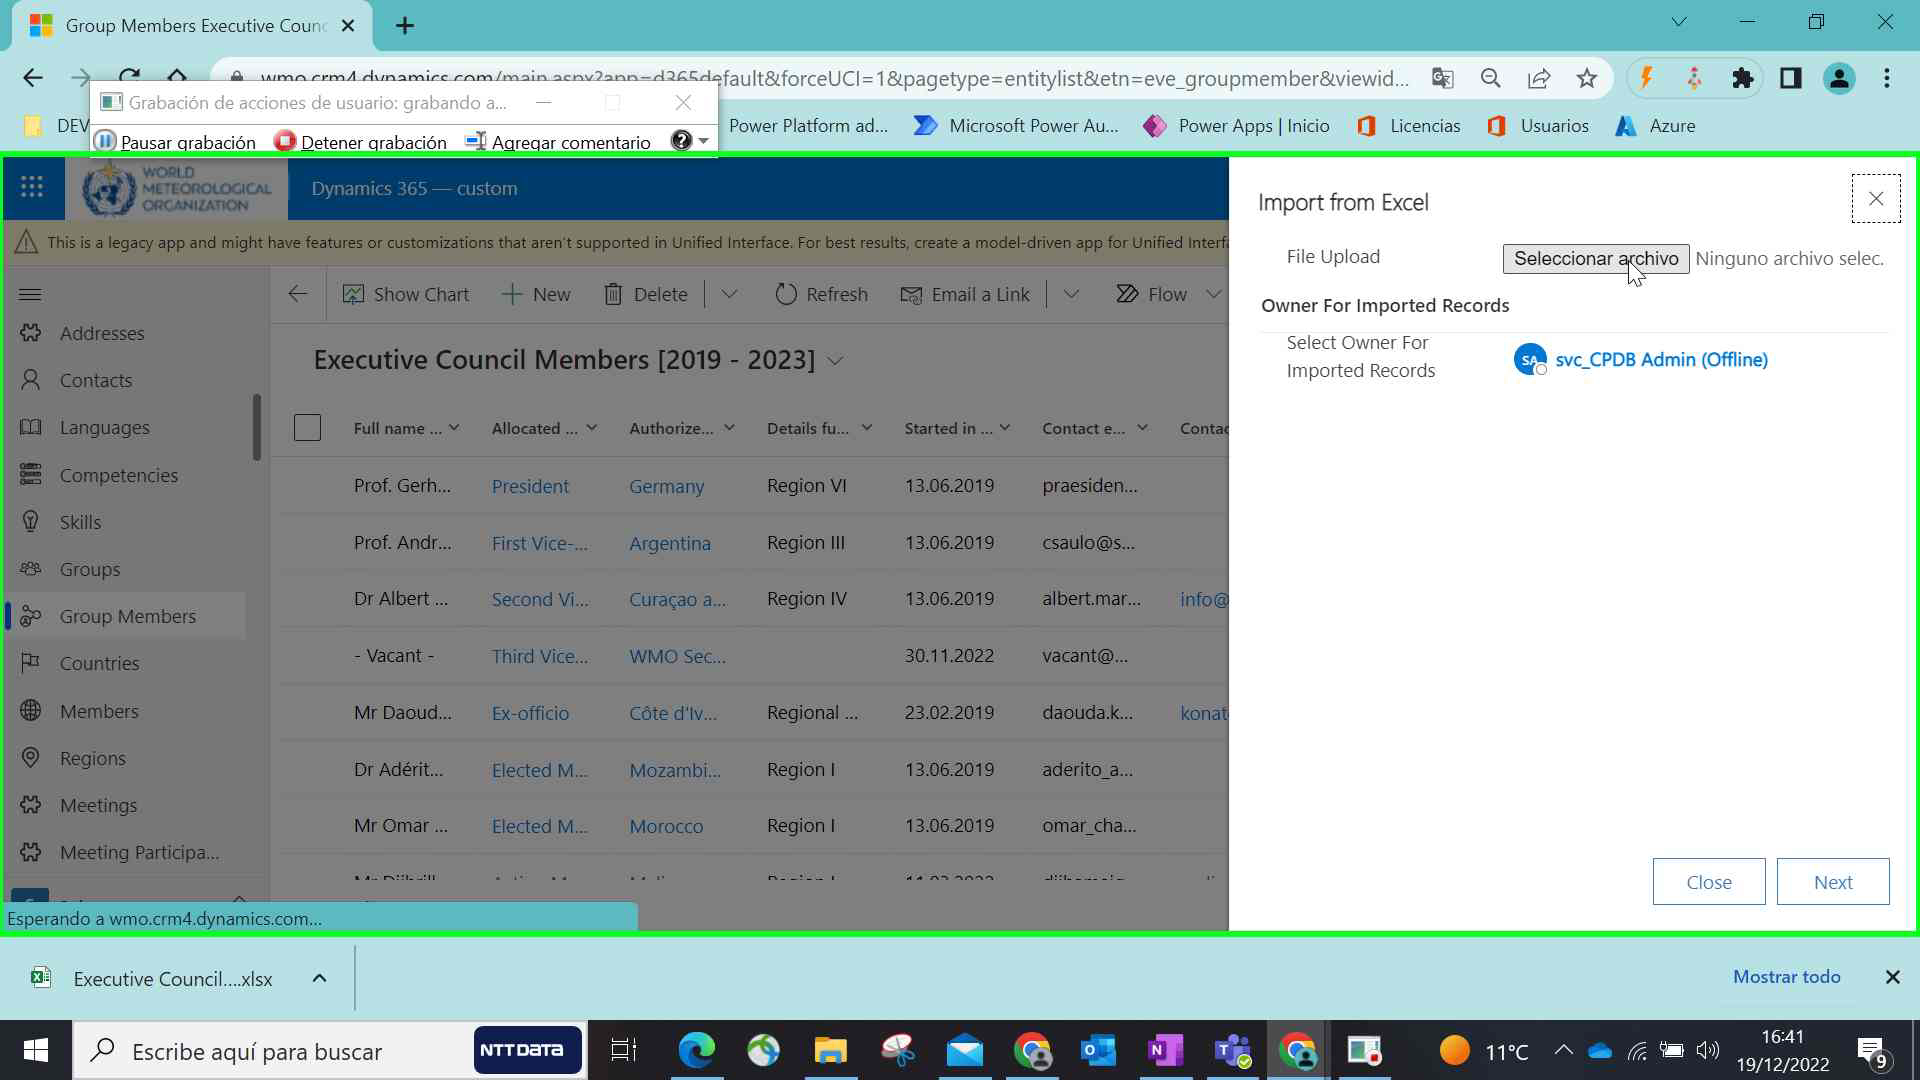 Group Members Executive Counc
wmo.crm4.dynamics.com/main.aspx?app=d365default&forceUCI=1&pagetype=entitylist&etn=eve_groupmember&viewid...
Grabación de acciones de usuario: grabando a...
Pausar grabación Detener grabación Agregar comentario
DEV Power Platform ad... Microsoft Power Au... Power Apps | Inicio Licencias Usuarios Azure
WORLD
METEOROLOGICAL
ORGANIZATION
Dynamics 365 — custom
This is a legacy app and might have features or customizations that aren't supported in Unified Interface. For best results, create a model-driven app for Unified Interf
Show Chart New Delete Refresh Email a Link Flow
Executive Council Members [2019 - 2023]
Addresses
Contacts
Languages
Competencies
Skills
Groups
Group Members
Countries
Members
Regions
Meetings
Meeting Participa...
Full name ... Allocated ... Authorize... Details fu... Started in ... Contact e... Contac
Prof. Gerh... President Germany Region VI 13.06.2019 praesiden...
Prof. Andr... First Vice-... Argentina Region III 13.06.2019 csaulo@s...
Dr Albert ... Second Vi... Curaçao a... Region IV 13.06.2019 albert.mar... info@
- Vacant - Third Vice... WMO Sec... 30.11.2022 vacant@...
Mr Daoud... Ex-officio Côte d'Iv... Regional ... 23.02.2019 daouda.k... konat
Dr Adérit... Elected M... Mozambi... Region I 13.06.2019 aderito_a...
Mr Omar ... Elected M... Morocco Region I 13.06.2019 omar_cha...
Import from Excel
File Upload Seleccionar archivo Ninguno archivo selec.
Owner For Imported Records
Select Owner For
Imported Records
SA svc_CPDB Admin (Offline)
Close Next
Esperando a wmo.crm4.dynamics.com...
Executive Council....xlsx Mostrar todo
Escribe aquí para buscar NTT DATA
11°C 16:41
19/12/2022
9